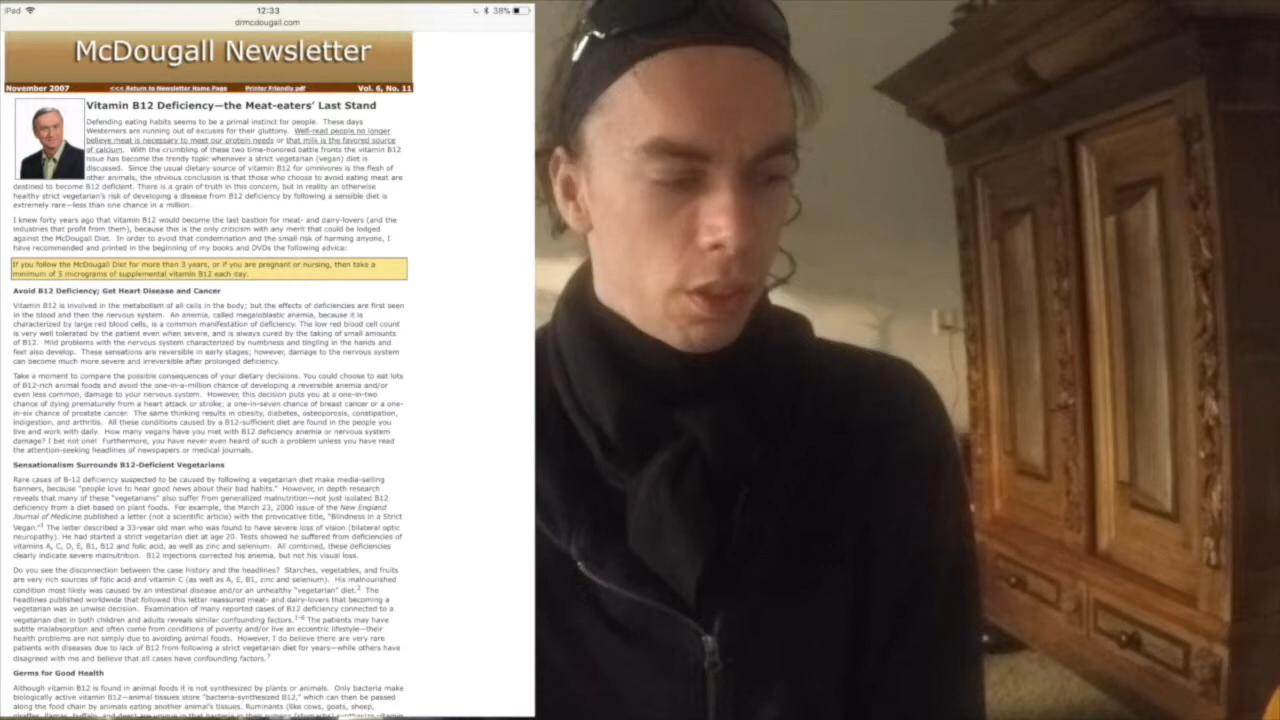 iPad
12:33
38%
drmcdougall.com
McDougall Newsletter
November 2007
<<< Return to Newsletter Home Page
Printer Friendly pdf
Vol. 6, No. 11
Vitamin B12 Deficiency—the Meat-eaters’ Last Stand
Defending eating habits seems to be a primal instinct for people. These days
Westerners are running out of excuses for their gluttony. Well-read people no longer
believe meat is necessary to meet our protein needs or that milk is the favored source
of calcium. With the crumbling of these two time-honored battle fronts the vitamin B12
issue has become the trendy topic whenever a strict vegetarian (vegan) diet is
discussed. Since the usual dietary source of vitamin B12 for omnivores is the flesh of
other animals, the obvious conclusion is that those who choose to avoid eating meat are
destined to become B12 deficient. There is a grain of truth in this concern, but in reality an otherwise
healthy strict vegetarian’s risk of developing a disease from B12 deficiency by following a sensible diet is
extremely rare—less than one chance in a million.
I knew forty years ago that vitamin B12 would become the last bastion for meat- and dairy-lovers (and the
industries that profit from them), because this is the only criticism with any merit that could be lodged
against the McDougall Diet. In order to avoid that condemnation and the small risk of harming anyone, I
have recommended and printed in the beginning of my books and DVDs the following advice:
If you follow the McDougall Diet for more than 3 years, or if you are pregnant or nursing, then take a
minimum of 5 micrograms of supplemental vitamin B12 each day.
Avoid B12 Deficiency; Get Heart Disease and Cancer
Vitamin B12 is involved in the metabolism of all cells in the body; but the effects of deficiencies are first seen
in the blood and then the nervous system. An anemia, called megaloblastic anemia, because it is
characterized by large red blood cells, is a common manifestation of deficiency. The low red blood cell count
is very well tolerated by the patient even when severe, and is always cured by the taking of small amounts
of B12. Mild problems with the nervous system characterized by numbness and tingling in the hands and
feet also develop. These sensations are reversible in early stages; however, damage to the nervous system
can become much more severe and irreversible after prolonged deficiency.
Take a moment to compare the possible consequences of your dietary decisions. You could choose to eat lots
of B12-rich animal foods and avoid the one-in-a-million chance of developing a reversible anemia and/or
even less common, damage to your nervous system. However, this decision puts you at a one-in-two
chance of dying prematurely from a heart attack or stroke; a one-in-seven chance of breast cancer or a one-
in-six chance of prostate cancer. The same thinking results in obesity, diabetes, osteoporosis, constipation,
indigestion, and arthritis. All these conditions caused by a B12-sufficient diet are found in the people you
live and work with daily. How many vegans have you met with B12 deficiency anemia or nervous system
damage? I bet not one! Furthermore, you have never even heard of such a problem unless you have read
the attention-seeking headlines of newspapers or medical journals.
Sensationalism Surrounds B12-Deficient Vegetarians
Rare cases of B-12 deficiency suspected to be caused by following a vegetarian diet make media-selling
banners, because “people love to hear good news about their bad habits.” However, in depth research
reveals that many of these “vegetarians” also suffer from generalized malnutrition—not just isolated B12
deficiency from a diet based on plant foods. For example, the March 23, 2000 issue of the New England
Journal of Medicine published a letter (not a scientific article) with the provocative title, “Blindness in a Strict
Vegan.”1 The letter described a 33-year old man who was found to have severe loss of vision (bilateral optic
neuropathy). He had started a strict vegetarian diet at age 20. Tests showed he suffered from deficiencies of
vitamins A, C, D, E, B1, B12 and folic acid, as well as zinc and selenium. All combined, these deficiencies
clearly indicate severe malnutrition. B12 injections corrected his anemia, but not his visual loss.
Do you see the disconnection between the case history and the headlines? Starches, vegetables, and fruits
are very rich sources of folic acid and vitamin C (as well as A, E, B1, zinc and selenium). His malnourished
condition most likely was caused by an intestinal disease and/or an unhealthy “vegetarian” diet.2 The
headlines published worldwide that followed this letter reassured meat- and dairy-lovers that becoming a
vegetarian was an unwise decision. Examination of many reported cases of B12 deficiency connected to a
vegetarian diet in both children and adults reveals similar confounding factors.1-6 The patients may have
subtle malabsorption and often come from conditions of poverty and/or live an eccentric lifestyle—their
health problems are not simply due to avoiding animal foods. However, I do believe there are very rare
patients with diseases due to lack of B12 from following a strict vegetarian diet for years—while others have
disagreed with me and believe that all cases have confounding factors.7
Germs for Good Health
Although vitamin B12 is found in animal foods it is not synthesized by plants or animals. Only bacteria make
biologically active vitamin B12—animal tissues store “bacteria-synthesized B12,” which can then be passed
along the food chain by animals eating another animal’s tissues. Ruminants (like cows, goats, sheep,